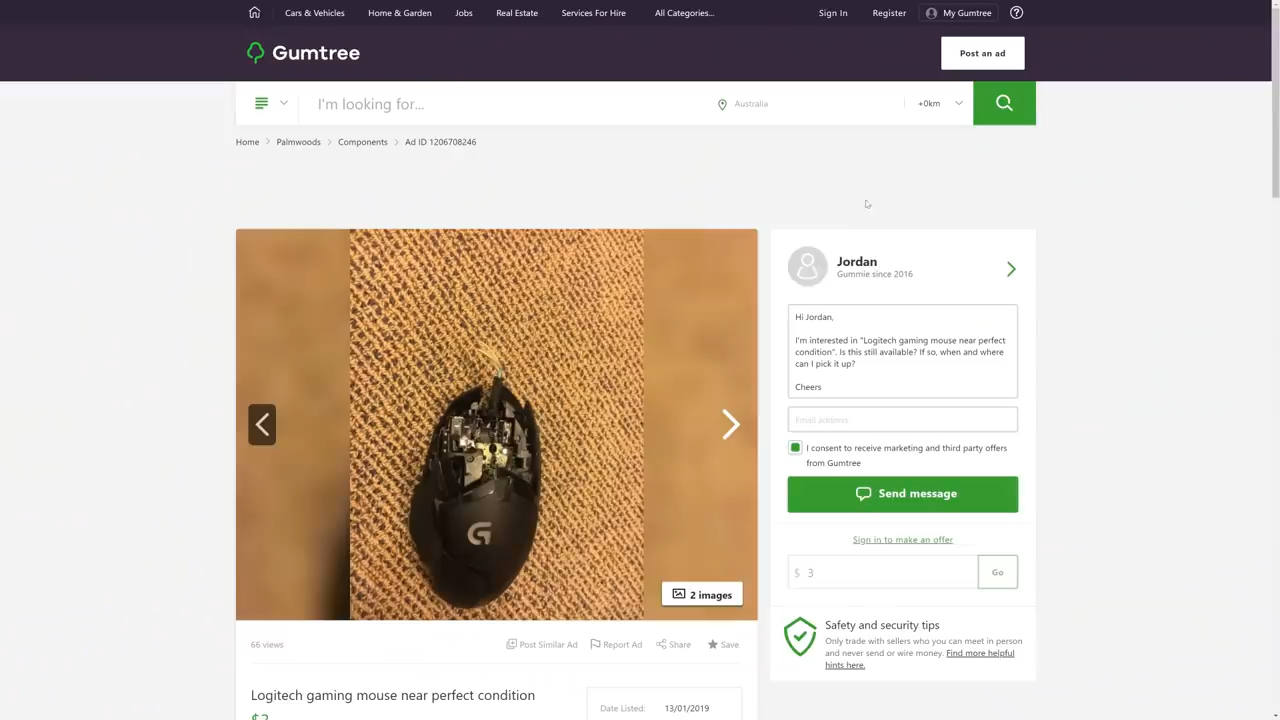 Cars & Vehicles
Home & Garden
Jobs
Real Estate
Services For Hire
All Categories...
Sign In
Register
My Gumtree
Gumtree
Post an ad
I'm looking for...
Australia
+0km
Home
Palmwoods
Components
Ad ID 1206708246
G
2 images
66 views
Post Similar Ad
Report Ad
Share
Save
Logitech gaming mouse near perfect condition
Date Listed:
13/01/2019
Jordan
Gummie since 2016
Hi Jordan,
I'm interested in "Logitech gaming mouse near perfect
condition". Is this still available? If so, when and where
can I pick it up?
Cheers
Email address
I consent to receive marketing and third party offers
from Gumtree
Send message
Sign in to make an offer
$ 3
Go
Safety and security tips
Only trade with sellers who you can meet in person
and never send or wire money. Find more helpful
hints here.